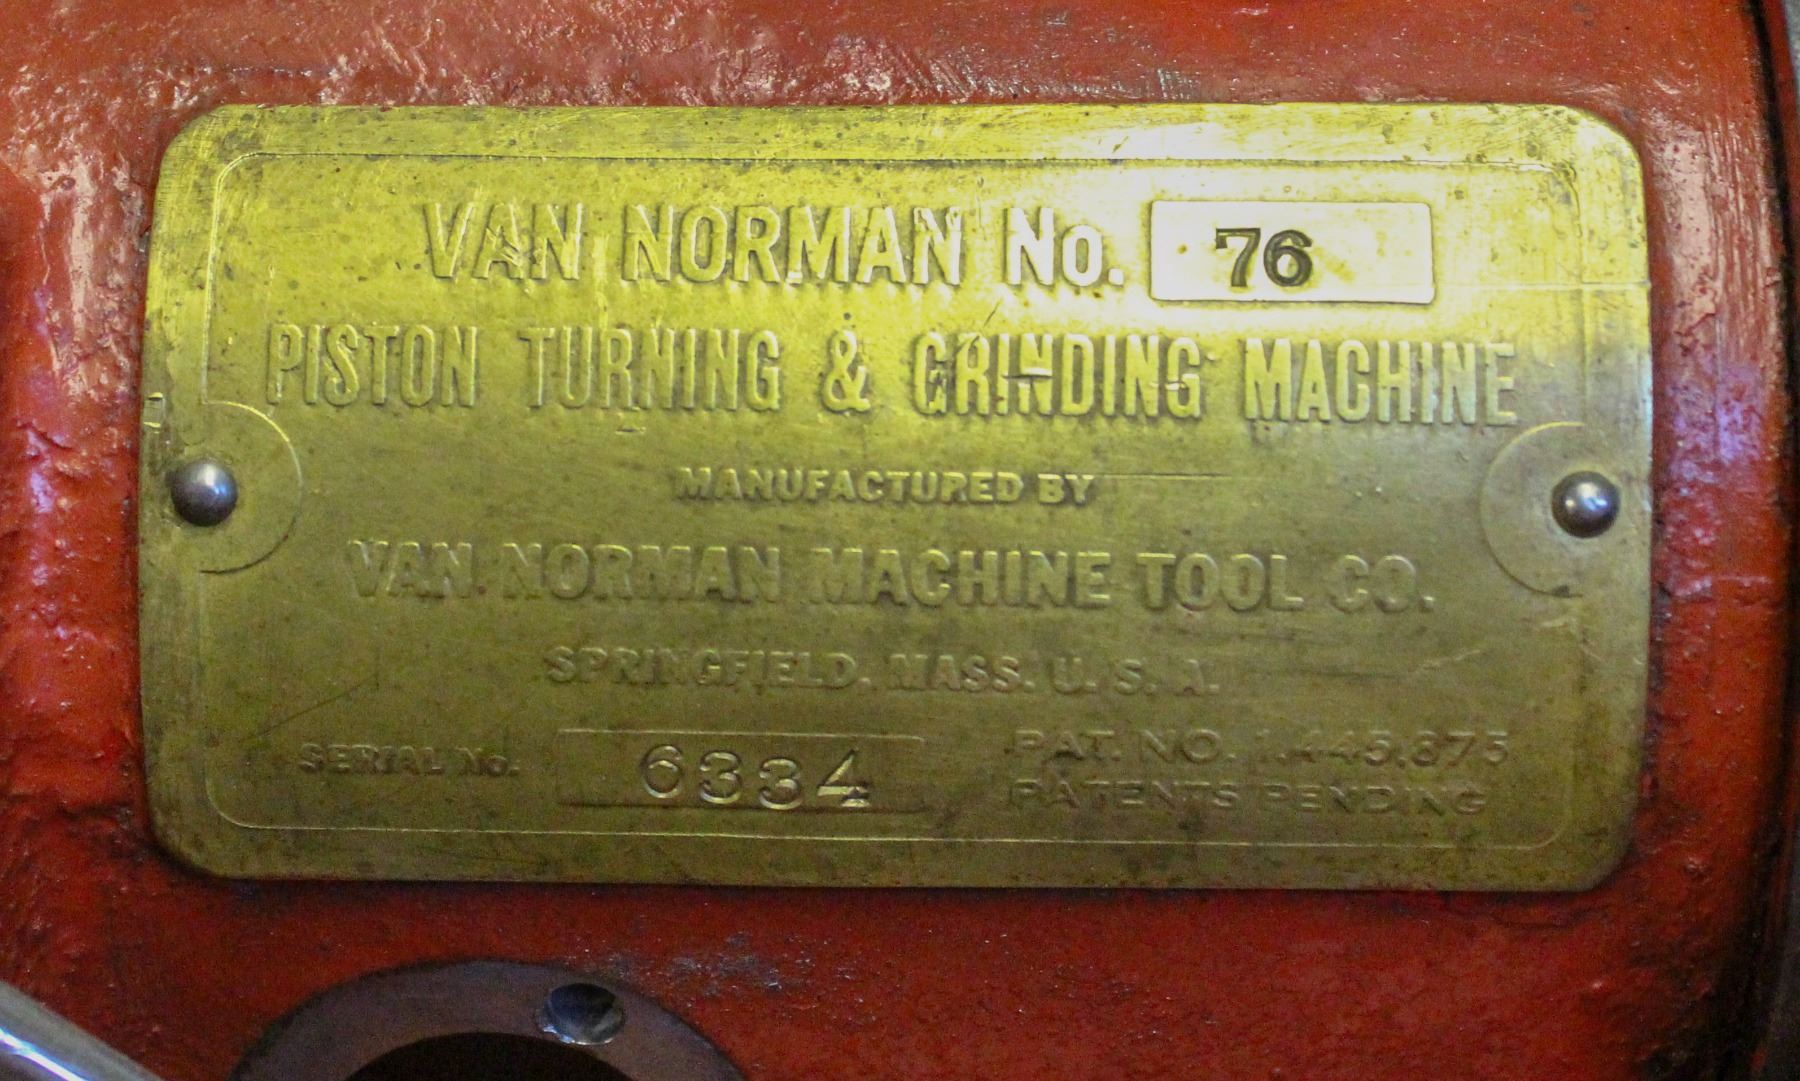 VAN NORMAN No. 76
PISTON TURNING & GRINDING MACHINE
MANUFACTURED BY
VAN NORMAN MACHINE TOOL CO.
SPRINGFIELD, MASS. U. S. A.
SERIAL No. 6334
PAT. NO. 1,445,875
PATENTS PENDING